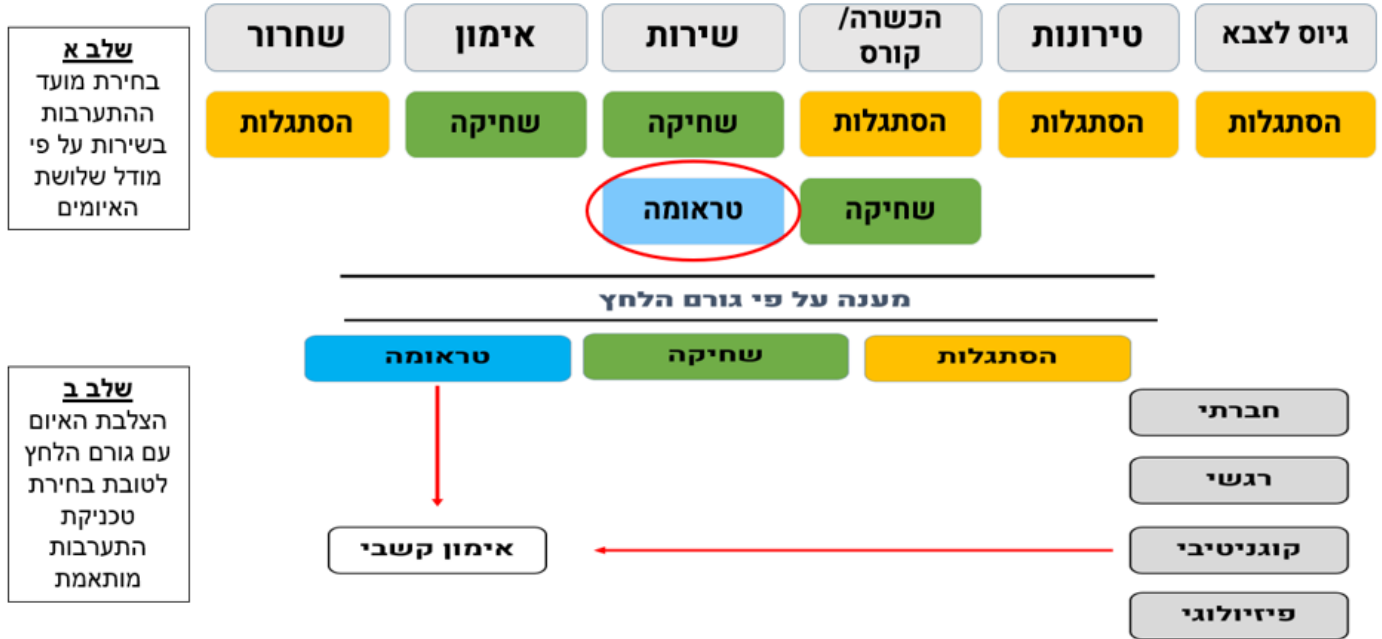 שלב א
בחירת מועד
ההתערבות
בשירות על פי
מודל שלושת
האיומים
גיוס לצבא
טירונות
הכשרה/
קורס
שירות
אימון
שחרור
הסתגלות
הסתגלות
הסתגלות
שחיקה
שחיקה
הסתגלות
שחיקה
טראומה
מענה על פי גורם הלחץ
הסתגלות
שחיקה
טראומה
שלב ב
הצלבת האיום
עם גורם הלחץ
לטובת בחירת
טכניקת
התערבות
מותאמת
חברתי
רגשי
קוגניטיבי
אימון קשבי
פיזיולוגי